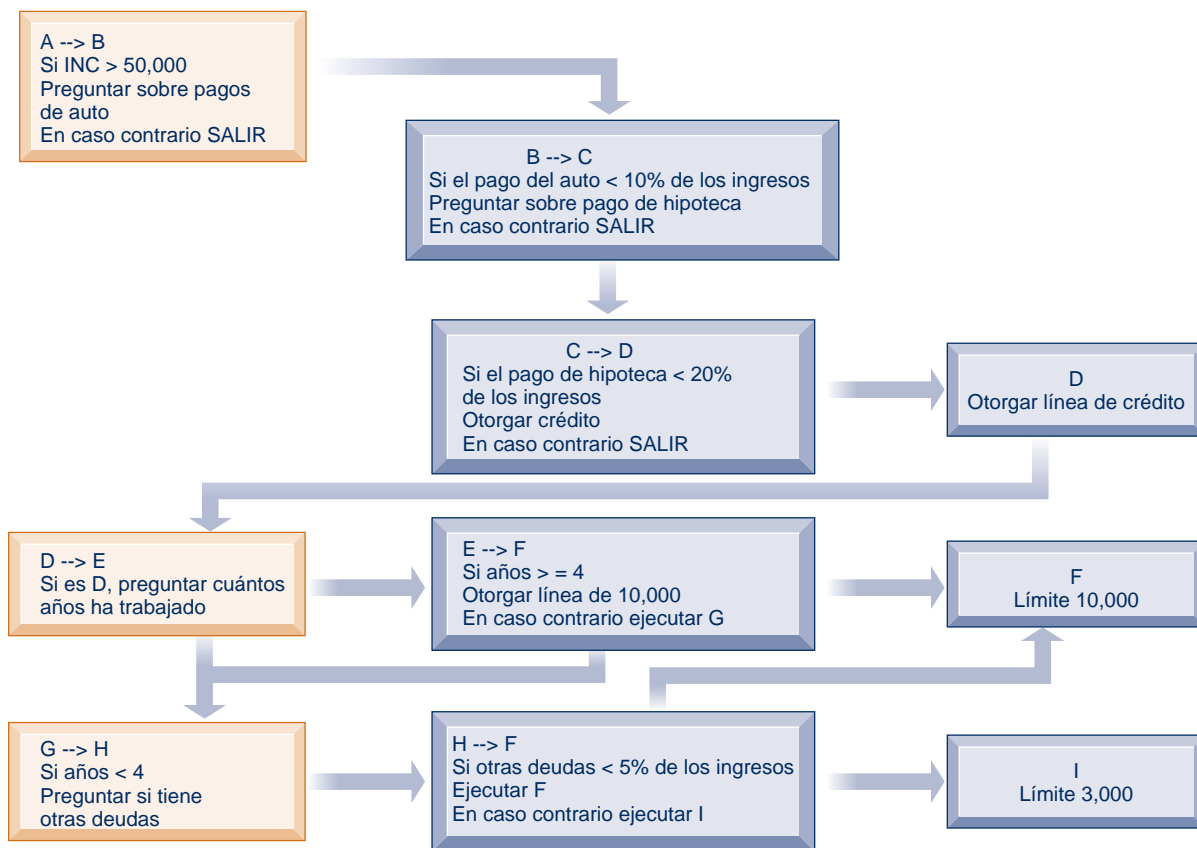 A --> B
Si INC > 50,000
Preguntar sobre pagos
de auto
En caso contrario SALIR
B --> C
Si el pago del auto < 10% de los ingresos
Preguntar sobre pago de hipoteca
En caso contrario SALIR
C --> D
Si el pago de hipoteca < 20%
de los ingresos
Otorgar crédito
En caso contrario SALIR
D
Otorgar línea de crédito
D --> E
Si es D, preguntar cuántos
años ha trabajado
E --> F
Si años > = 4
Otorgar línea de 10,000
En caso contrario ejecutar G
F
Límite 10,000
G --> H
Si años < 4
Preguntar si tiene
otras deudas
H --> F
Si otras deudas < 5% de los ingresos
Ejecutar F
En caso contrario ejecutar I
I
Límite 3,000